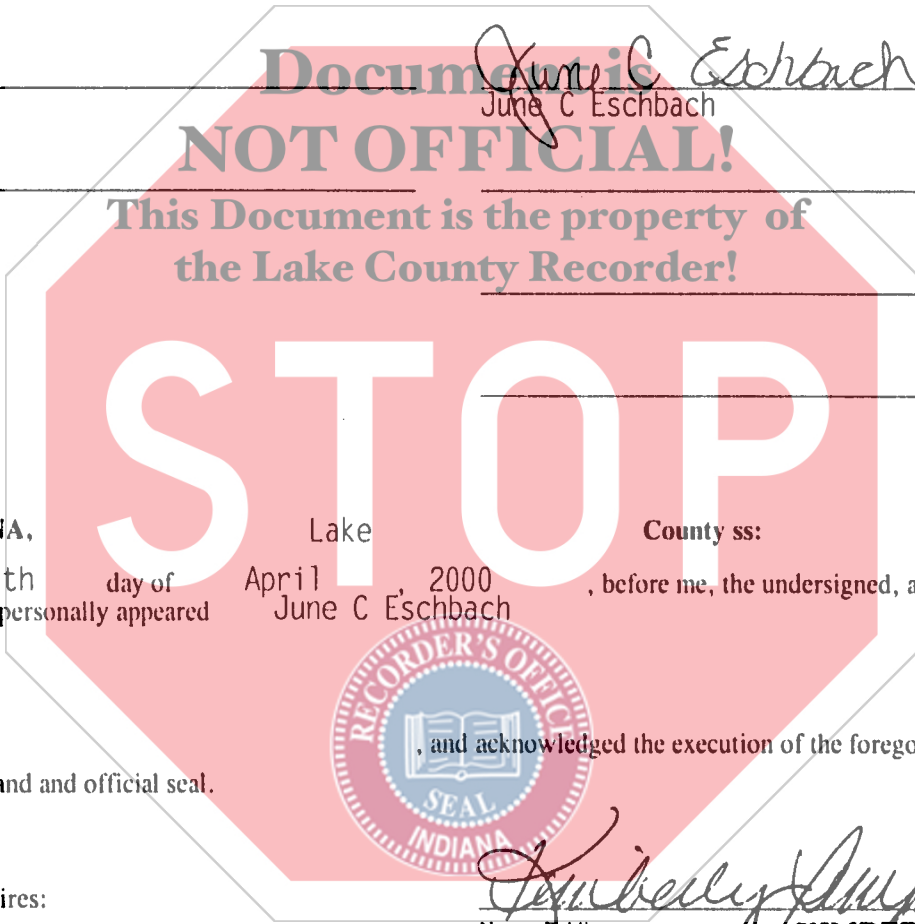 June C Eschbach
Document is
June C Eschbach
NOT OFFICIAL!
This Document is the property of
the Lake County Recorder!
STOP
Lake County ss:
th day of April , 2000 , before me, the undersigned, a
personally appeared June C Eschbach
RECORDER'S OFFICE
, and acknowledged the execution of the forego
and and official seal.
SEAL
INDIANA
Kimberly
ires: